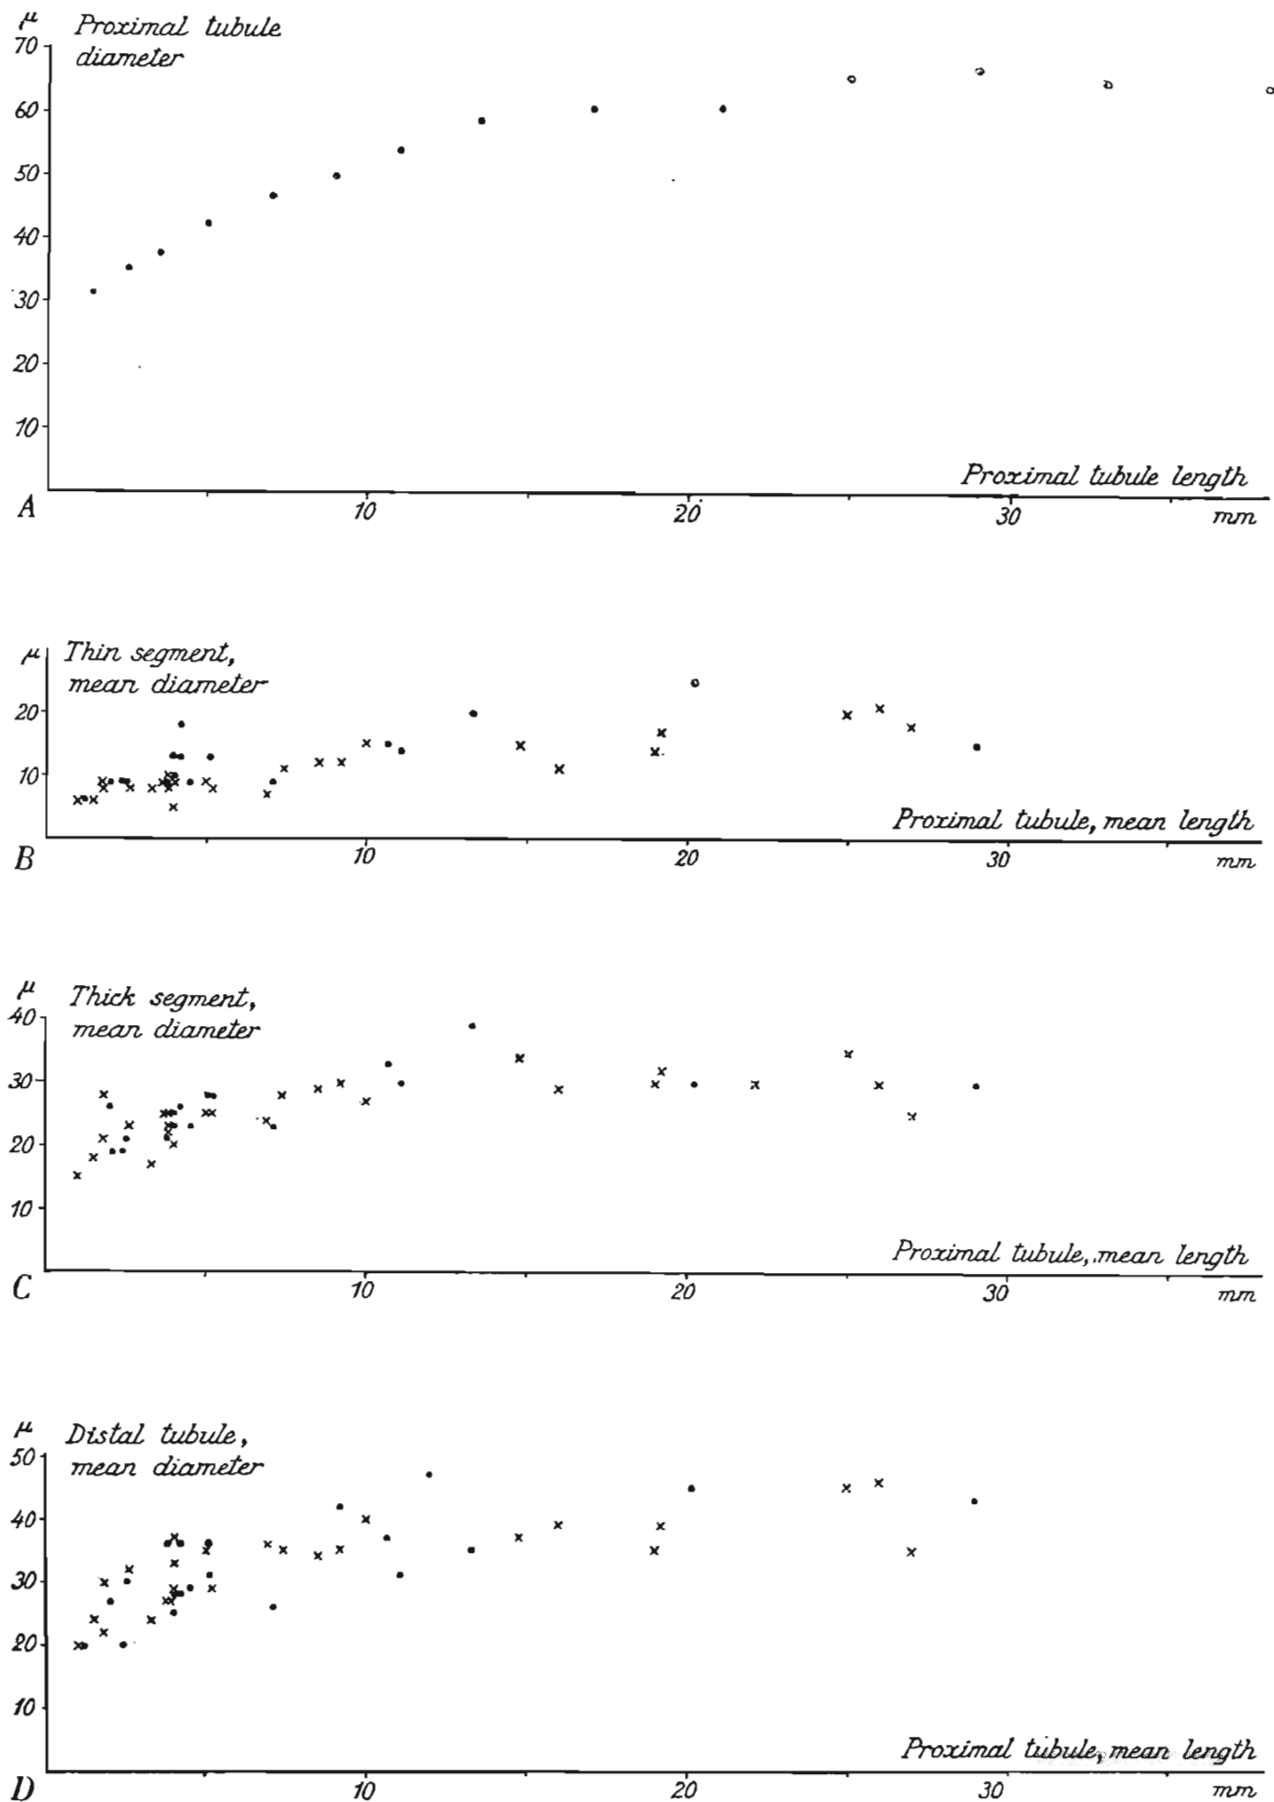 μ Proximal tubule
diameter
70
60
50
40
30
20
10
Proximal tubule length
A 10 20 30 mm
μ Thin segment,
mean diameter
20
10
Proximal tubule, mean length
B 10 20 30 mm
μ Thick segment,
mean diameter
40
30
20
10
Proximal tubule, mean length
C 10 20 30 mm
μ Distal tubule,
mean diameter
50
40
30
20
10
Proximal tubule, mean length
D 10 20 30 mm